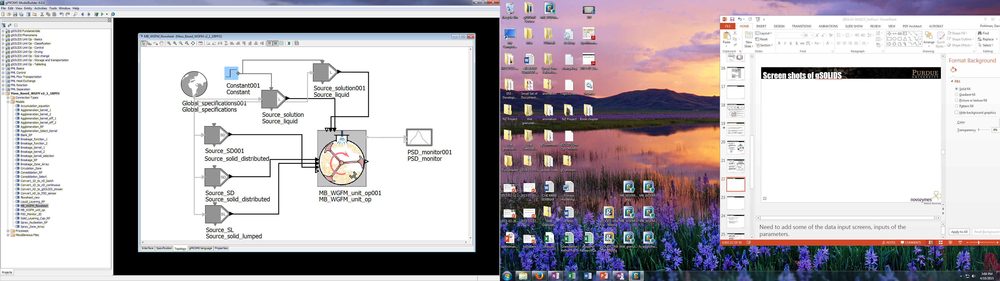 gPROMS ModelBuilder 4.0.0
File Edit View Entity Activities Tools Window Help
gSOLIDS Fundamentals
gSOLIDS Phenomena
gSOLIDS Unit Op - Basics
gSOLIDS Unit Op - Classification
gSOLIDS Unit Op - Control
gSOLIDS Unit Op - Drying
gSOLIDS Unit Op - Size change
gSOLIDS Unit Op - Storage and transportation
gSOLIDS Unit Op - Tableting
PML Basics
PML Control
PML Flow Transportation
PML Heat Exchange
PML Reaction
PML Separation
Mass_Based_WGFM v2_1_1RPFO
Connection Types
Models
Accumulation_equation
Agglomeration_kernel_1
Agglomeration_kernel_2
Agglomeration_kernel_eff_1
Agglomeration_kernel_eff_2
Agglomeration_RP
Agglomeration_Select_Kernel
Blank_RP
Breakage_function_1
Breakage_function_2
Breakage_kernel_1
Breakage_kernel_2
Breakage_kernel_selection
Breakage_RP
Breakage_Zone_Array
Circulation_Zone
Consolidation_RP
Consolidation_Select
Convert_1D_to_nD_batch
Convert_1D_to_nD_continuous
Convert_nD_to_gSOLIDS_stream
Convert_nD_to_PSD_sensor
flowsheet_new
Liquid_Layering_RP
MB_WGFM_flowsheet
MB_WGFM_unit_op
PSD_Monitor_2D
Solid_Layering_Cap_RP
Spray_Nucleation_RP
Spray_Zone_Array
Processes
Miscellaneous Files
Projects
MB_WGFM_flowsheet (Mass_Based_WGFM v2_1_1RPFO)
Constant001
Constant
L
Source_solution001
Source_liquid
Global_specifications001
Global_specifications
L
Source_solution
Source_liquid
SD
Source_SD001
Source_solid_distributed
SD
Source_SD
Source_solid_distributed
SL
Source_SL
Source_solid_lumped
MB_WGFM_unit_op001
MB_WGFM_unit_op
PSD_monitor001
PSD_monitor
Interface Specification Topology gPROMS language Properties
Recycle Bin
gPROMS Course
MB_WGFM...
207
My Comput...
Misc
PBMtalk
desktop
dpohlman...
$RECYCLE...
~SE 69000 SEMINAR ...
Spray Zone Validatio...
changelog
2015-02-26...
053 - Developi...
Small Set of Document...
animation
Trajectories...
Thumbs
NZ Project
Wet granulati...
animation
NZ Project
Book chapter
Wet granulati...
Wet Granulati...
gCommon...
gSOLIDS Unit Op - Millin...
Documents
2014-11-05...
poster code
gCommon...
2015-02-12...
2015-03-31...
CHE 69000 SEMINAR ...
Process modeling ...
MB_WGFM... agg
MB_WGFM...
2015-02-26...
2015-03-12...
Wet Granulati...
Prelim
gSOLIDS Unit Op - Milling
MB_WGFM...
MB_WGFM...
dpohlman...
toDubem
Results
Granulation Kernel Fig...
Copy of ResearchCa...
gSOLIDS Unit Op - Drying
Wet_granul...
fs_agglome...
2015-03-31NZCC_forPoul - PowerPoint
FILE HOME INSERT DESIGN TRANSITIONS ANIMATIONS SLIDE SHOW REVIEW VIEW PDF Architect ACROBAT
Pohlman, Dan
Paste
New Slide
Layout
Reset
Section
20
Arrange
Quick Styles
Shape Fill
Shape Outline
Shape Effects
Find
Replace
Select
Clipboard Slides Font Paragraph Drawing Editing
16
17
18
19
20
21
22
23
24
25
Screen shots of gSOLIDS
PURDUE
UNIVERSITY
22
novozymes
Rethink Tomorrow
Need to add some of the data input screens, inputs of the
parameters.
Format Background
FILL
Solid fill
Gradient fill
Picture or texture fill
Pattern fill
Hide background graphics
Color
Transparency
0%
Apply to All
Reset Background
SLIDE 22 OF 33
NOTES
COMMENTS
3:09 PM
4/10/2015